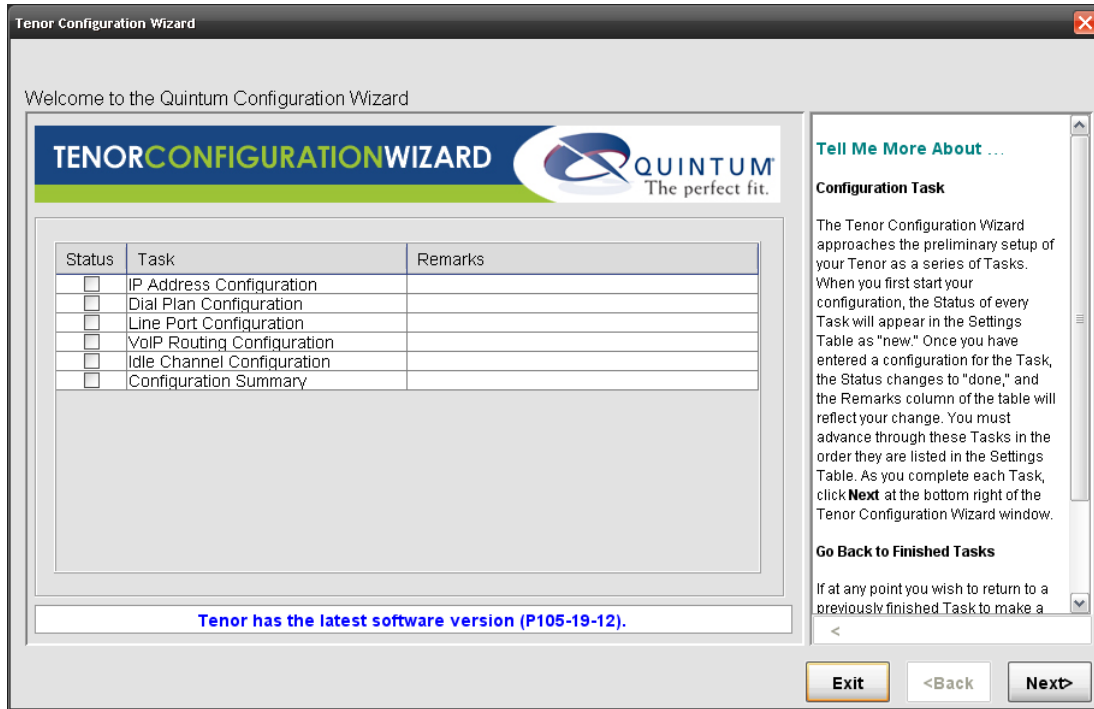 Tenor Configuration Wizard
Welcome to the Quintum Configuration Wizard
TENORCONFIGURATIONWIZARD
QUINTUM
The perfect fit.
Status Task Remarks
IP Address Configuration
Dial Plan Configuration
Line Port Configuration
VoIP Routing Configuration
Idle Channel Configuration
Configuration Summary
Tenor has the latest software version (P105-19-12).
Tell Me More About ...
Configuration Task
The Tenor Configuration Wizard
approaches the preliminary setup of
your Tenor as a series of Tasks.
When you first start your
configuration, the Status of every
Task will appear in the Settings
Table as "new." Once you have
entered a configuration for the Task,
the Status changes to "done," and
the Remarks column of the table will
reflect your change. You must
advance through these Tasks in the
order they are listed in the Settings
Table. As you complete each Task,
click Next at the bottom right of the
Tenor Configuration Wizard window.
Go Back to Finished Tasks
If at any point you wish to return to a
previously finished Task to make a
<
Exit <Back Next>